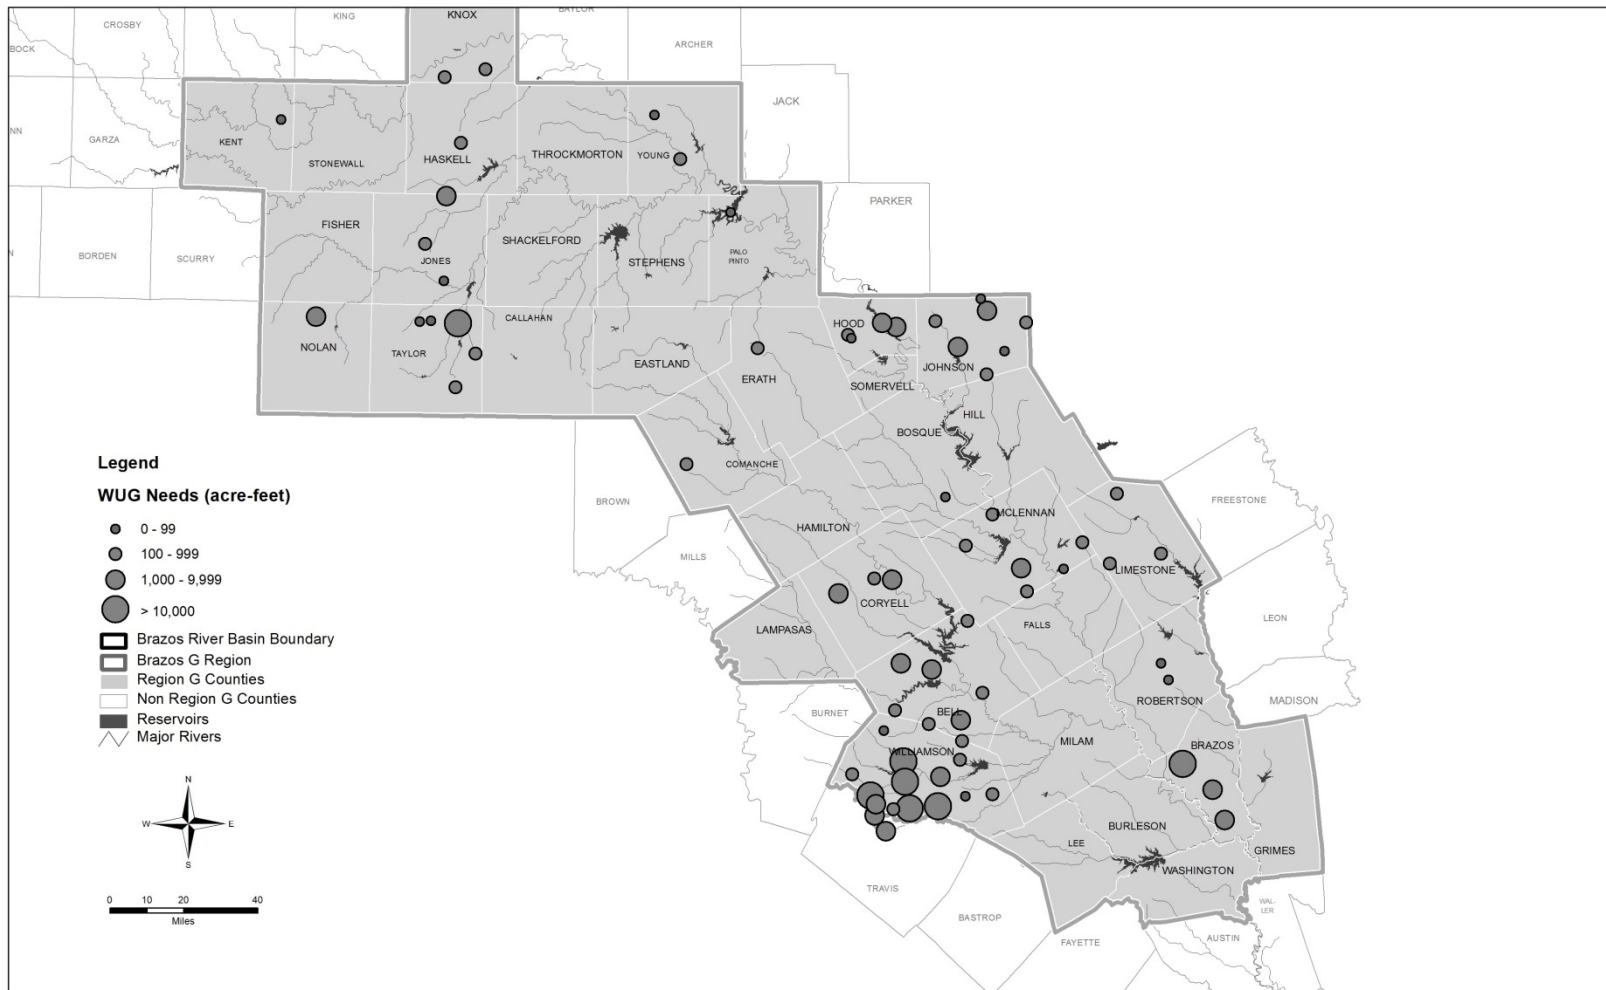 KING
BAYLOR
KNOX
CROSBY
ARCHER
BOCK
JACK
NN
GARZA
KENT
STONEWALL
HASKELL
THROCKMORTON
YOUNG
PARKER
FISHER
SHACKELFORD
N
BORDEN
SCURRY
JONES
STEPHENS
PALO
PINTO
CALLAHAN
HOOD
NOLAN
TAYLOR
EASTLAND
ERATH
JOHNSON
SOMERVELL
HILL
BOSQUE
COMANCHE
Legend
WUG Needs (acre-feet)
0 - 99
100 - 999
1,000 - 9,999
> 10,000
Brazos River Basin Boundary
Brazos G Region
Region G Counties
Non Region G Counties
Reservoirs
Major Rivers
BROWN
FREESTONE
HAMILTON
MCLENNAN
MILLS
LIMESTONE
CORYELL
LAMPASAS
FALLS
LEON
ROBERTSON
MADISON
BURNET
BELL
MILAM
BRAZOS
WILLIAMSON
N
W
E
S
BURLESON
LEE
GRIMES
WASHINGTON
0 10 20 40
Miles
TRAVIS
BASTROP
WAL-
LER
AUSTIN
FAYETTE